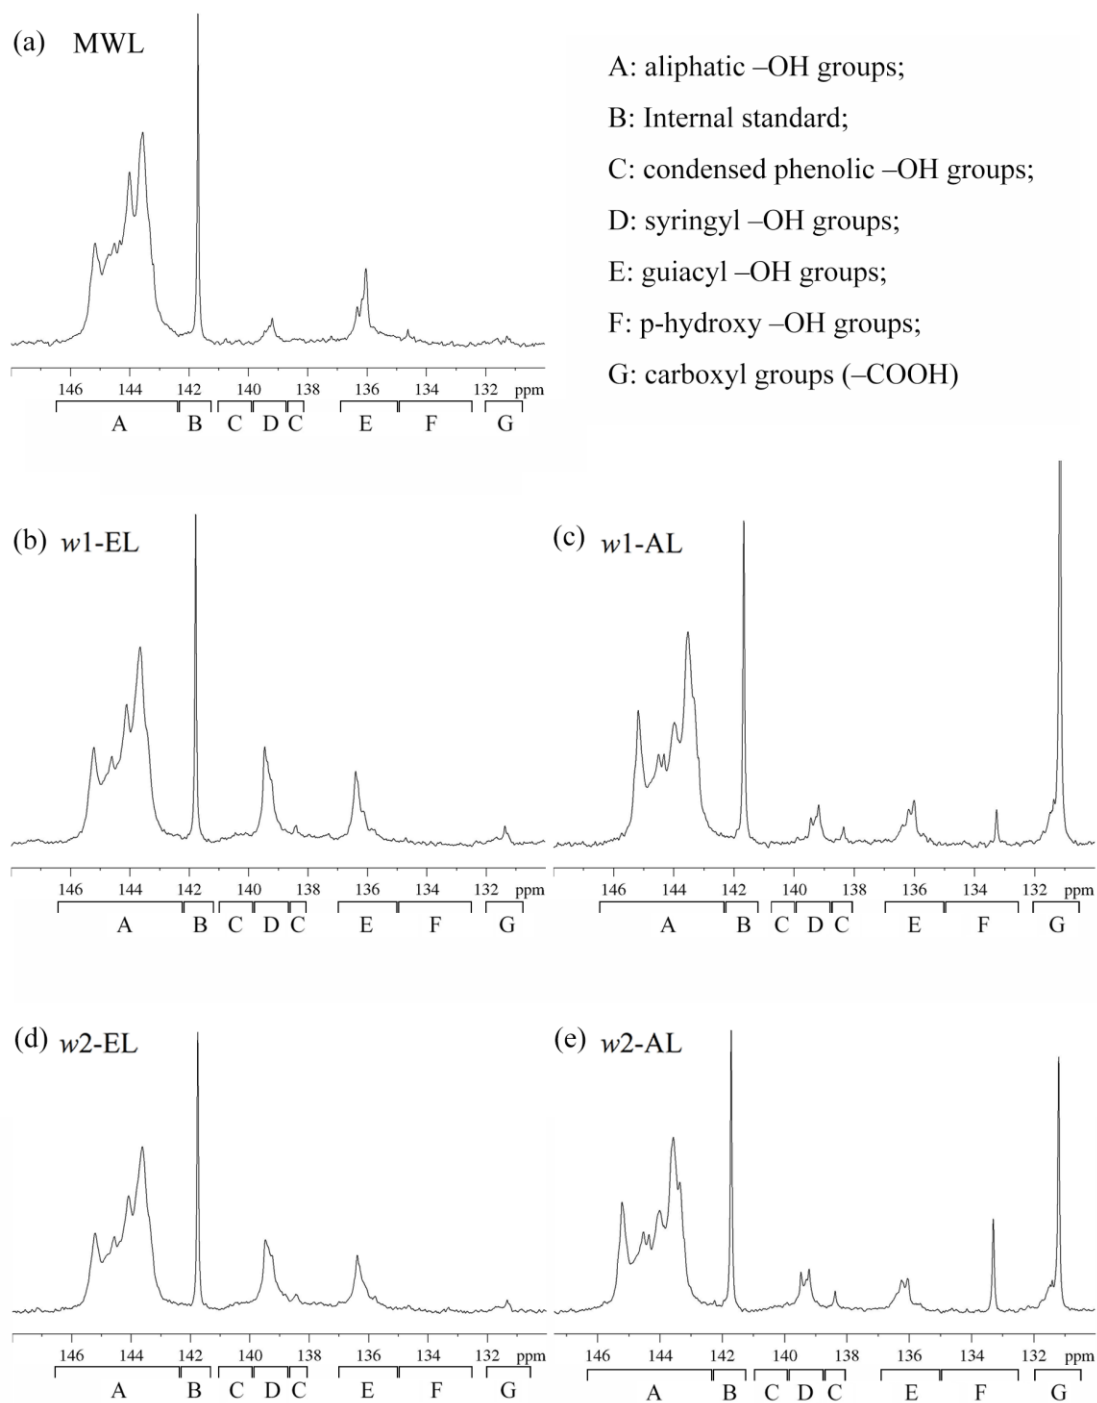 (a) MWL
A: aliphatic –OH groups;
B: Internal standard;
C: condensed phenolic –OH groups;
D: syringyl –OH groups;
E: guiacyl –OH groups;
F: p-hydroxy –OH groups;
G: carboxyl groups (–COOH)
146 144 142 140 138 136 134 132 ppm
A B C D C E F G
(b) w1-EL
146 144 142 140 138 136 134 132 ppm
A B C D C E F G
(c) w1-AL
146 144 142 140 138 136 134 132 ppm
A B C D C E F G
(d) w2-EL
146 144 142 140 138 136 134 132 ppm
A B C D C E F G
(e) w2-AL
146 144 142 140 138 136 134 132 ppm
A B C D C E F G